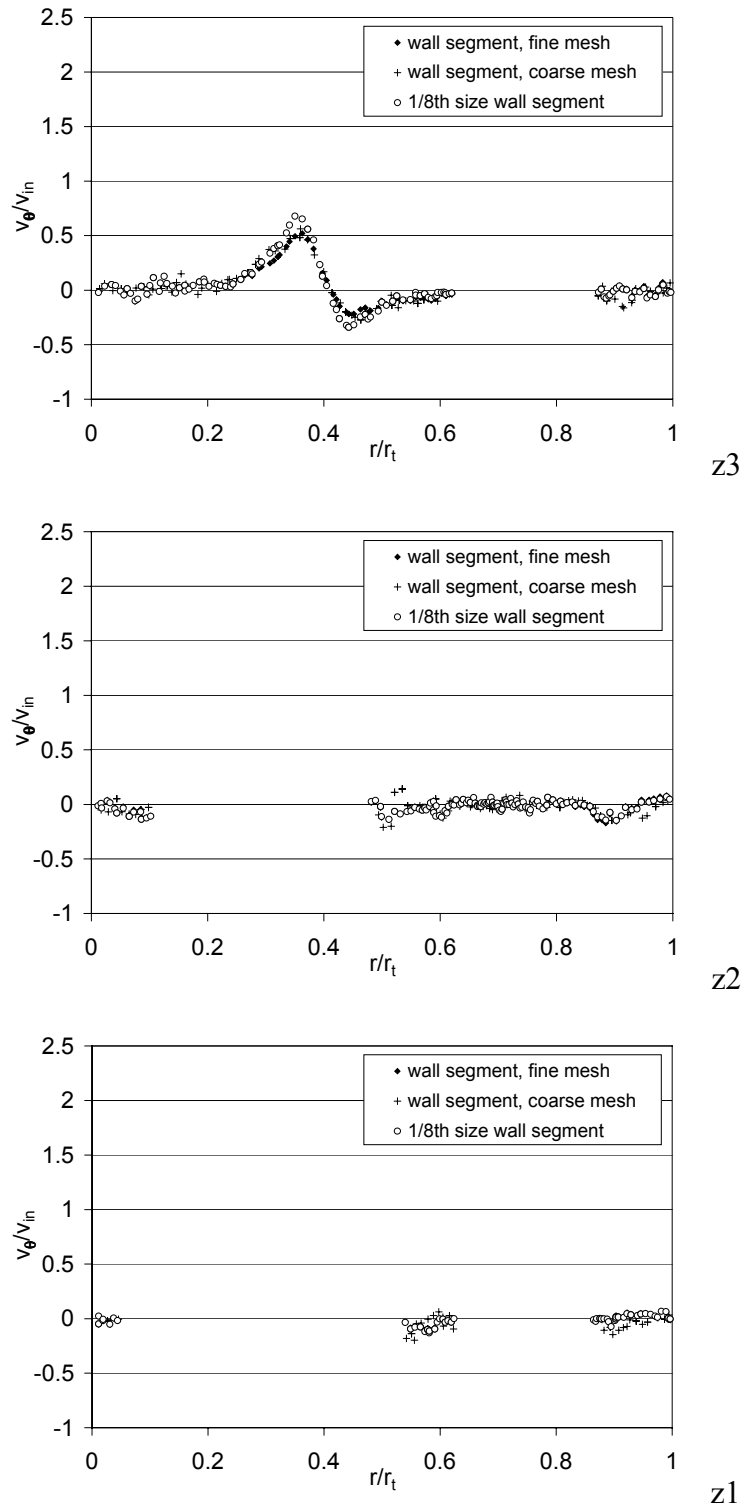 2.5
2
1.5
1
0.5
0
-0.5
-1
vθ/vin
wall segment, fine mesh
wall segment, coarse mesh
1/8th size wall segment
0 0.2 0.4 0.6 0.8 1
r/rt
z3
2.5
2
1.5
1
0.5
0
-0.5
-1
vθ/vin
wall segment, fine mesh
wall segment, coarse mesh
1/8th size wall segment
0 0.2 0.4 0.6 0.8 1
r/rt
z2
2.5
2
1.5
1
0.5
0
-0.5
-1
vθ/vin
wall segment, fine mesh
wall segment, coarse mesh
1/8th size wall segment
0 0.2 0.4 0.6 0.8 1
r/rt
z1